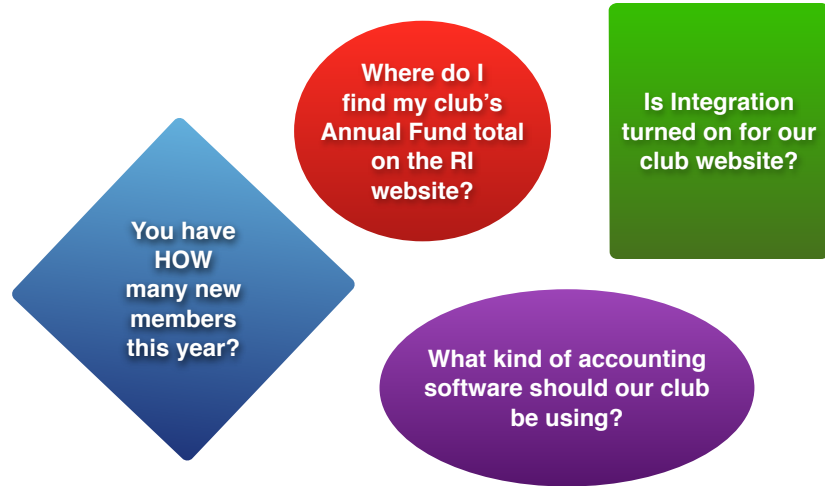 Where do I
find my club’s
Annual Fund total
on the RI
website?
Is Integration
turned on for our
club website?
You have
HOW
many new
members
this year?
What kind of accounting
software should our club
be using?